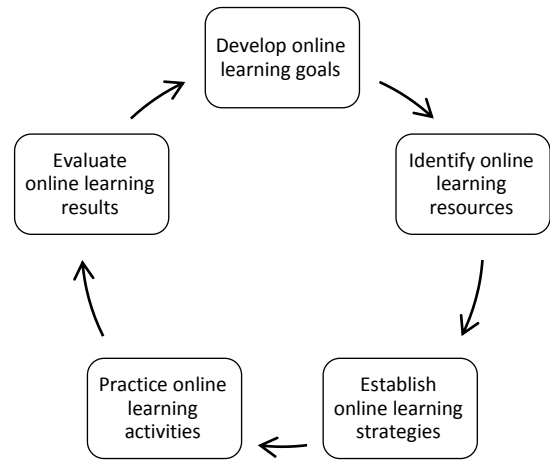 Develop online
learning goals
Identify online
learning
resources
Establish
online learning
strategies
Practice online
learning
activities
Evaluate
online learning
results